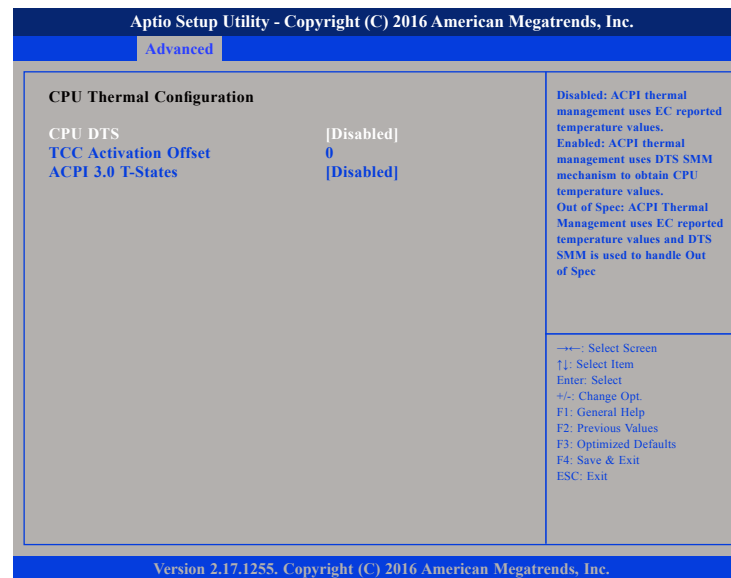 Aptio Setup Utility - Copyright (C) 2016 American Megatrends, Inc.
Advanced
CPU Thermal Configuration
CPU DTS [Disabled]
TCC Activation Offset 0
ACPI 3.0 T-States [Disabled]
Disabled: ACPI thermal
management uses EC reported
temperature values.
Enabled: ACPI thermal
management uses DTS SMM
mechanism to obtain CPU
temperature values.
Out of Spec: ACPI Thermal
Management uses EC reported
temperature values and DTS
SMM is used to handle Out
of Spec
→←: Select Screen
↑↓: Select Item
Enter: Select
+/-: Change Opt.
F1: General Help
F2: Previous Values
F3: Optimized Defaults
F4: Save & Exit
ESC: Exit
Version 2.17.1255. Copyright (C) 2016 American Megatrends, Inc.